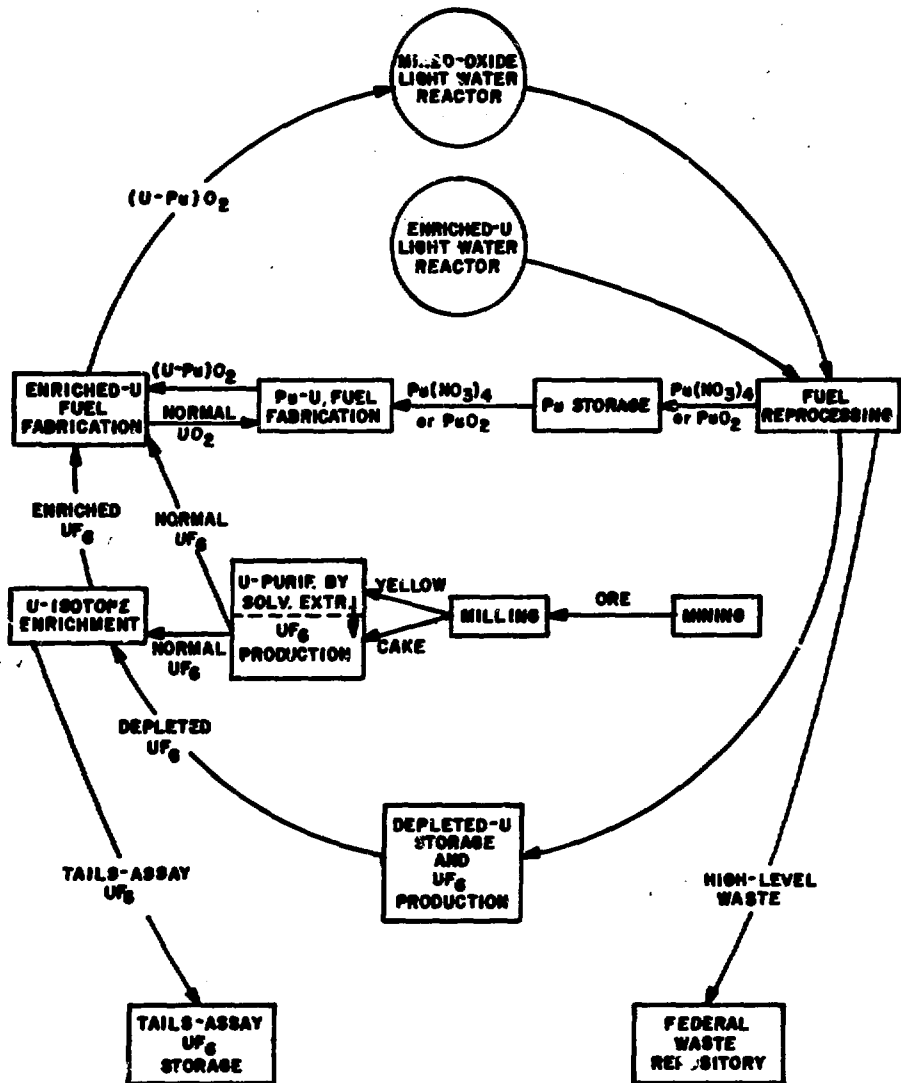 LIGHT WATER
REACTOR
(U-Pu)O₂
ENRICHED-U
LIGHT WATER
REACTOR
ENRICHED-U
FUEL
FABRICATION
(U-Pu)O₂
NORMAL
UO₂
Pu-U, FUEL
FABRICATION
Pu(NO₃)₄
or PuO₂
Pu STORAGE
Pu(NO₃)₄
or PuO₂
FUEL
REPROCESSING
ENRICHED
UF₆
NORMAL
UF₆
U-PURIF. BY
SOLV. EXTR.
UF₆
PRODUCTION
YELLOW
CAKE
MILLING
ORE
MINING
U-ISOTOPE
ENRICHMENT
NORMAL
UF₆
DEPLETED
UF₆
DEPLETED-U
STORAGE
AND
UF₆
PRODUCTION
TAILS-ASSAY
UF₆
HIGH-LEVEL
WASTE
TAILS-ASSAY
UF₆
STORAGE
FEDERAL
WASTE
REPOSITORY